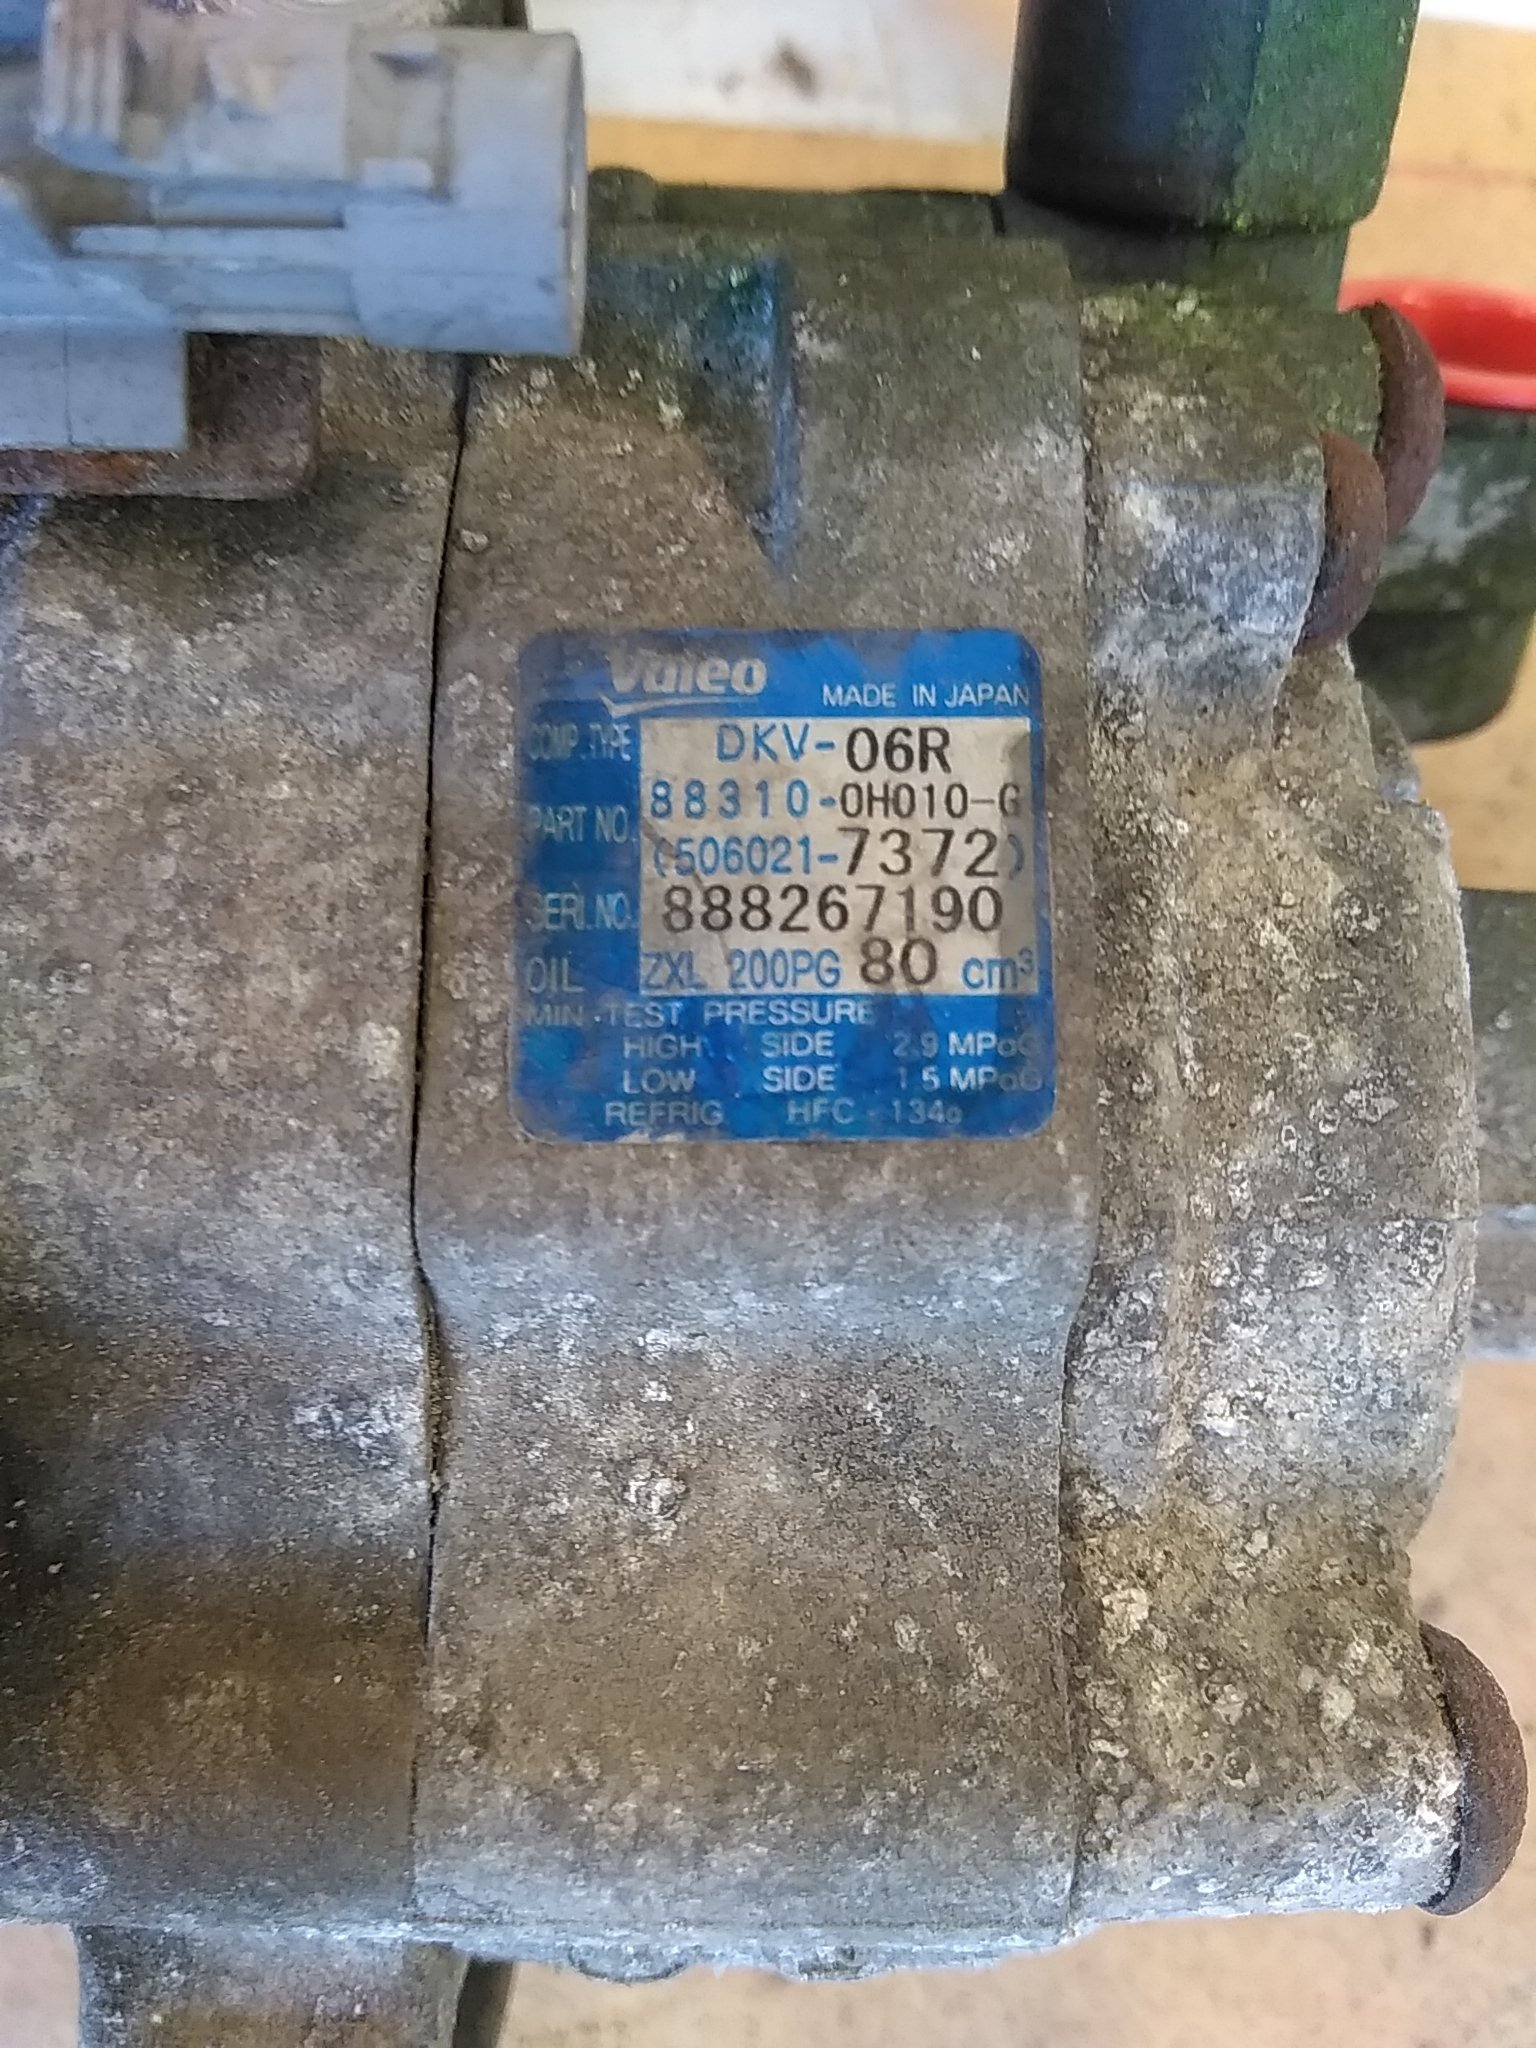 Valeo
MADE IN JAPAN
COMP. TYPE DKV-06R
PART NO. 88310-0H010-G
(506021-7372)
SERI.NO. 888267190
OIL ZXL 200PG 80 cm³
MIN. TEST PRESSURE
HIGH SIDE 2.9 MPaG
LOW SIDE 1.5 MPaG
REFRIG HFC-134a